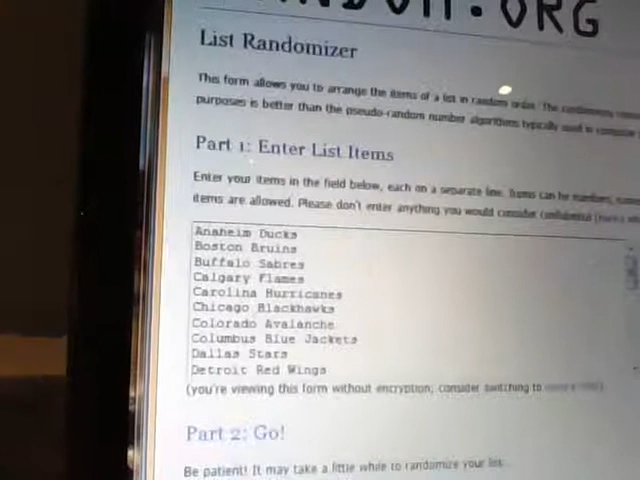 .ORG
List Randomizer
This form allows you to arrange the items of a list in random order. The randomness
purposes is better than the pseudo-random number algorithms typically used in computer
Part 1: Enter List Items
Enter your items in the field below, each on a separate line. Items can be numbers,
items are allowed. Please don't enter anything you would consider confidential
Anaheim Ducks
Boston Bruins
Buffalo Sabres
Calgary Flames
Carolina Hurricanes
Chicago Blackhawks
Colorado Avalanche
Columbus Blue Jackets
Dallas Stars
Detroit Red Wings
(you're viewing this form without encryption; consider switching to
Part 2: Go!
Be patient! It may take a little while to randomize your list